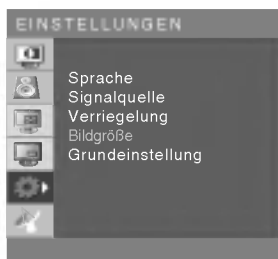 EINSTELLUNGEN
Sprache
Signalquelle
Verriegelung
Bildgröße
Grundeinstellung